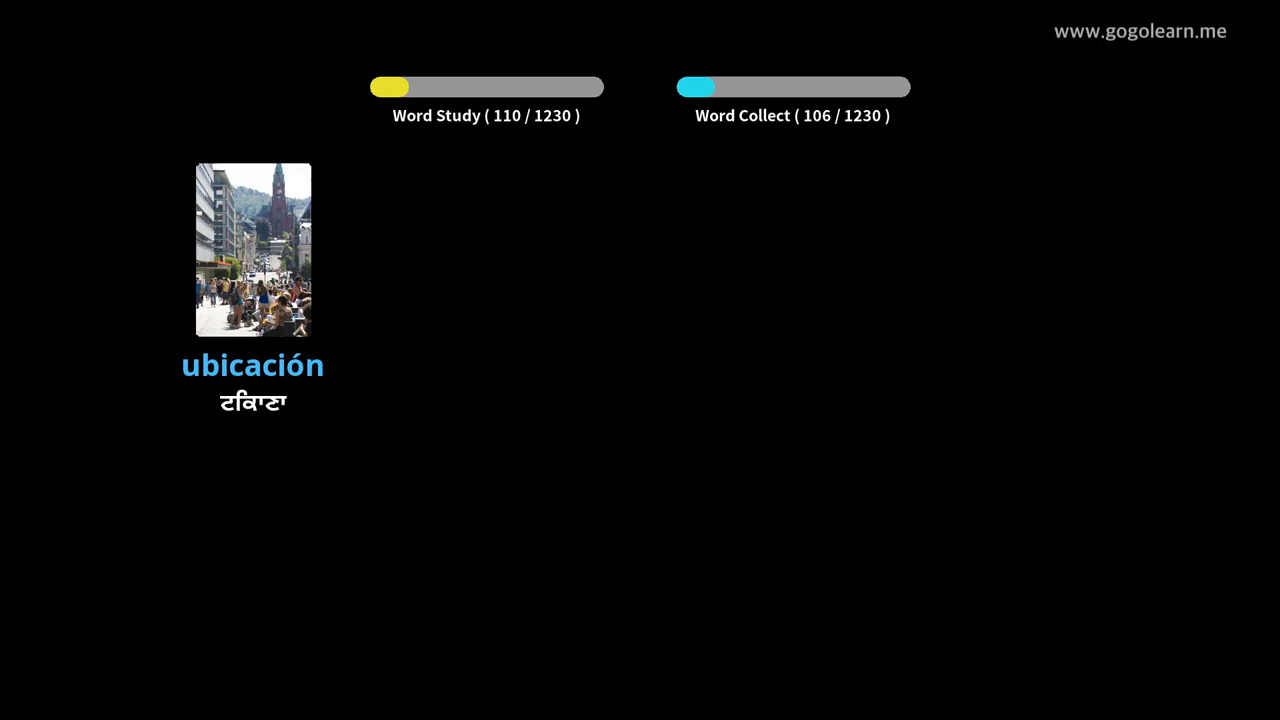 www.gogolearn.me
Word Study ( 110 / 1230 )
Word Collect ( 106 / 1230 )
ubicación
ਟਿਕਾਣਾ